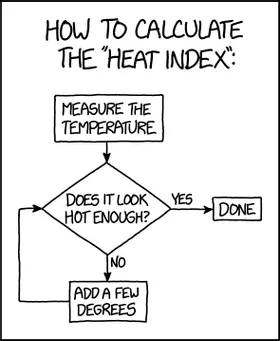 HOW TO CALCULATE
THE "HEAT INDEX":
MEASURE THE
TEMPERATURE
DOES IT LOOK
HOT ENOUGH?
YES
DONE
NO
ADD A FEW
DEGREES